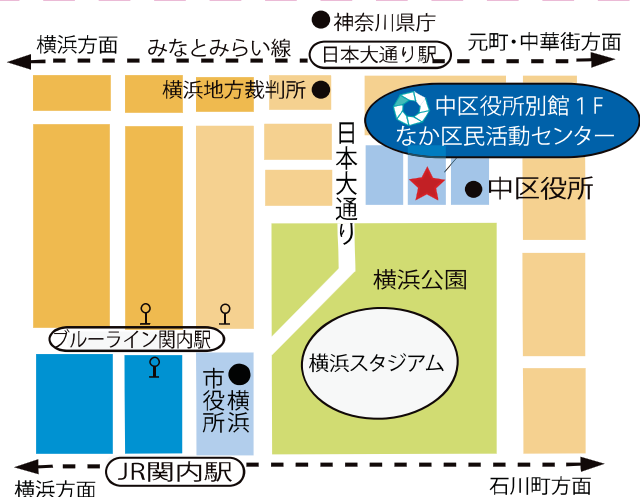 神奈川県庁
横浜方面
みなとみらい線
日本大通り駅
元町・中華街方面
横浜地方裁判所
中区役所別館１F
なか区民活動センター
日本大通り
中区役所
横浜公園
ブルーライン関内駅
横浜スタジアム
横浜
市役所
JR関内駅
横浜方面
石川町方面